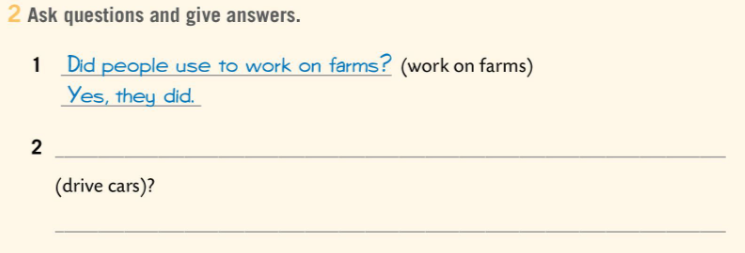 2 Ask questions and give answers.
1 Did people use to work on farms? (work on farms)
Yes, they did.
2
(drive cars)?